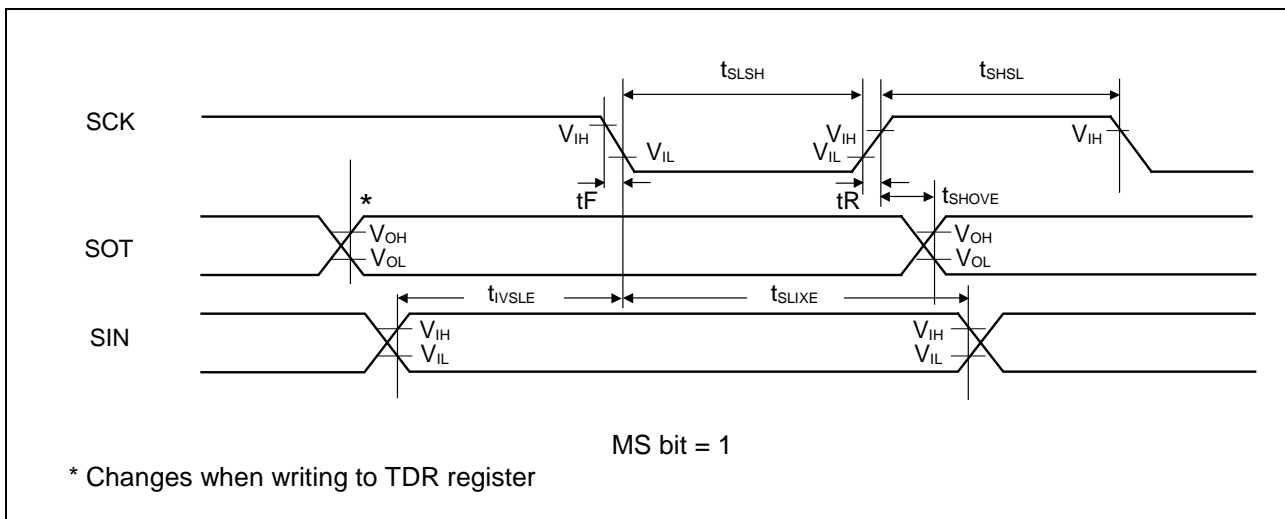 tSLSH tSHSL
SCK
VIH VIL VIH VIL VIH
tF tR tSHOVE
*
SOT
VOH VOH
VOL VOL
tIVSLE tSLIXE
SIN
VIH VIH
VIL VIL
MS bit = 1
* Changes when writing to TDR register